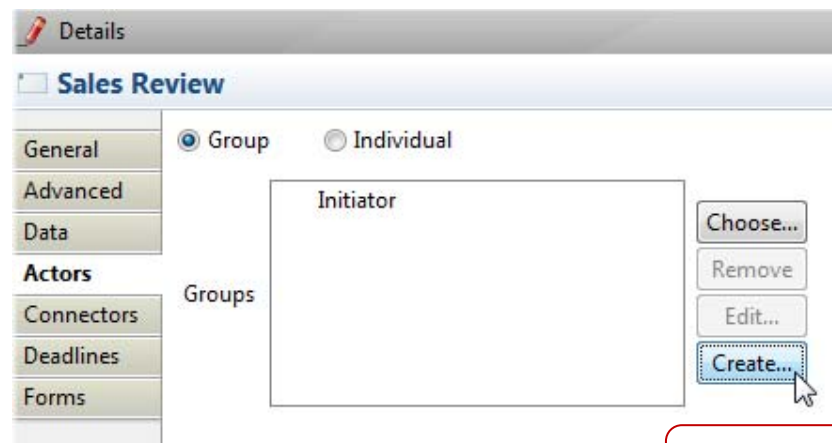 Details
Sales Review
General
Advanced
Data
Actors
Connectors
Deadlines
Forms
Group Individual
Groups
Initiator
Choose...
Remove
Edit...
Create...